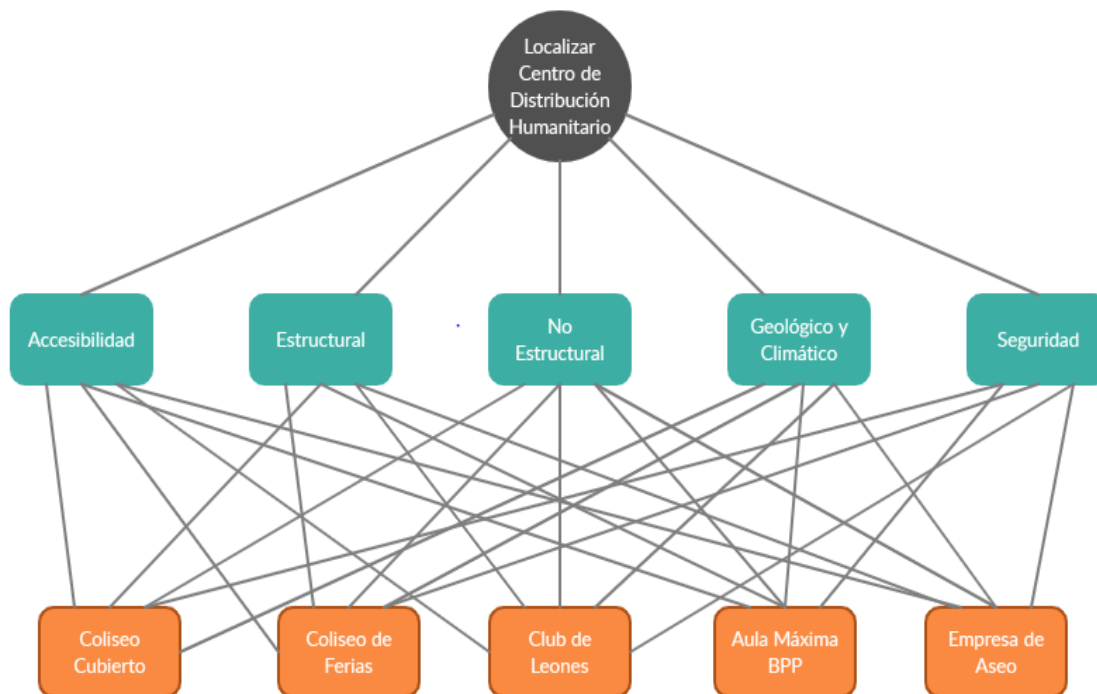 Localizar
Centro de
Distribución
Humanitario
Accesibilidad
Estructural
No
Estructural
Geológico y
Climático
Seguridad
Coliseo
Cubierto
Coliseo de
Ferias
Club de
Leones
Aula Máxima
BPP
Empresa de
Aseo